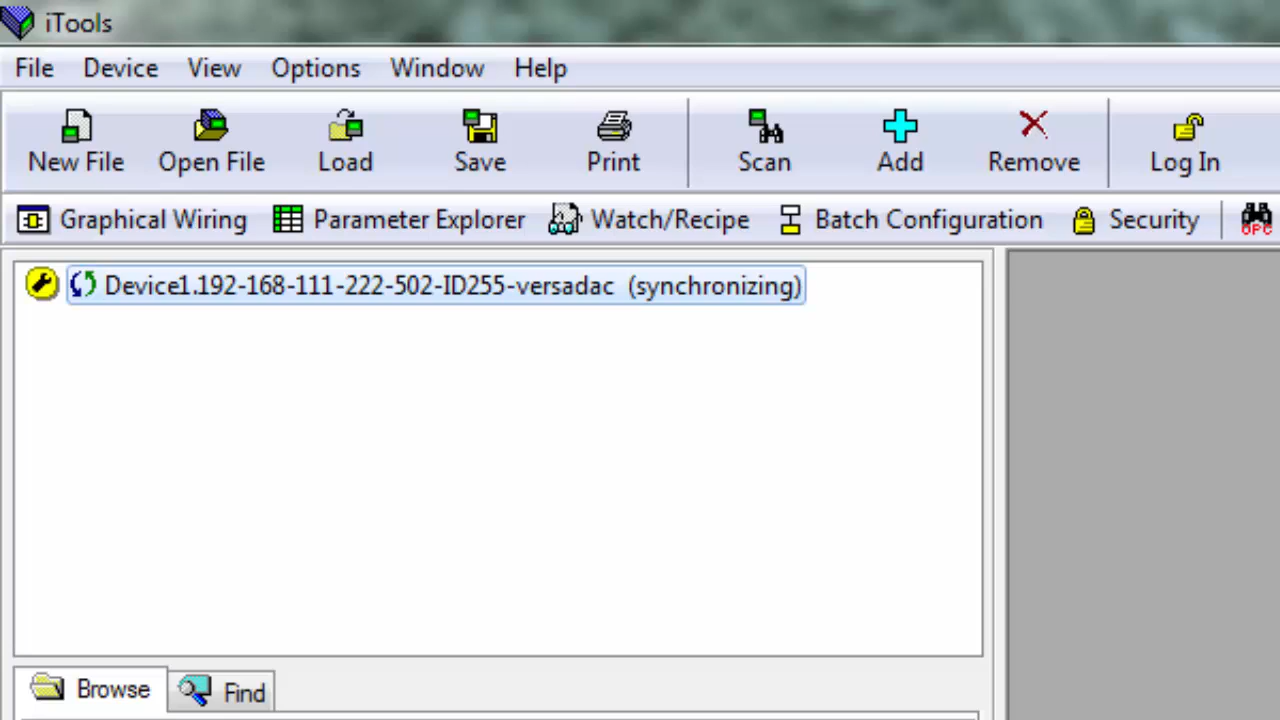 iTools
File Device View Options Window Help
New File Open File Load Save Print Scan Add Remove Log In
Graphical Wiring Parameter Explorer Watch/Recipe Batch Configuration Security OPC
Device1.192-168-111-222-502-ID255-versadac (synchronizing)
Browse Find